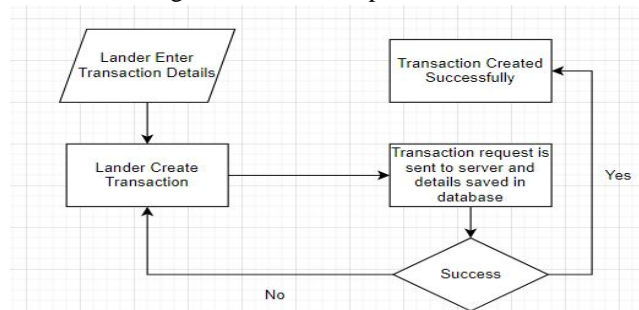 Lander Enter
Transaction Details
Transaction Created
Successfully
Lander Create
Transaction
Transaction request is
sent to server and
details saved in
database
Yes
Success
No